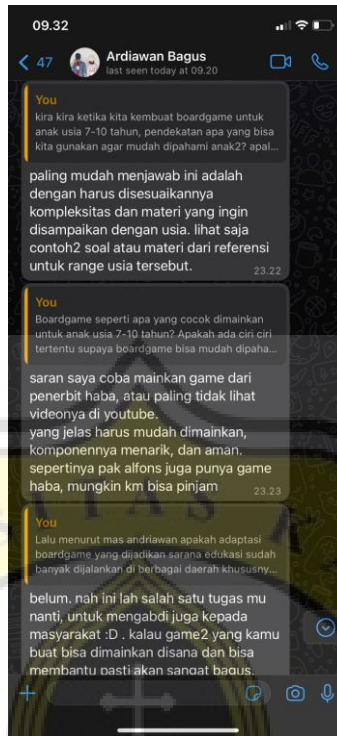 09.32
47
Ardiawan Bagus
last seen today at 09.20
You
kira kira ketika kita kembuat boardgame untuk
anak usia 7-10 tahun, pendekatan apa yang bisa
kita gunakan agar mudah dipahami anak2? apal...
paling mudah menjawab ini adalah
dengan harus disesuaikannya
kompleksitas dan materi yang ingin
disampaikan dengan usia. lihat saja
contoh2 soal atau materi dari referensi
untuk range usia tersebut.
23.22
You
Boardgame seperti apa yang cocok dimainkan
untuk anak usia 7-10 tahun? Apakah ada ciri ciri
tertentu supaya boardgame bisa mudah dipaha...
saran saya coba mainkan game dari
penerbit haba, atau paling tidak lihat
videonya di youtube.
yang jelas harus mudah dimainkan,
komponennya menarik, dan aman.
sepertinya pak alfons juga punya game
haba, mungkin km bisa pinjam
23.23
You
Lalu menurut mas andriawan apakah adaptasi
boardgame yang dijadikan sarana edukasi sudah
banyak dijalankan di berbagai daerah khususny...
belum. nah ini lah salah satu tugas mu
nanti, untuk mengabdi juga kepada
masyarakat :D . kalau game2 yang kamu
buat bisa dimainkan disana dan bisa
membantu pasti akan sangat bagus.